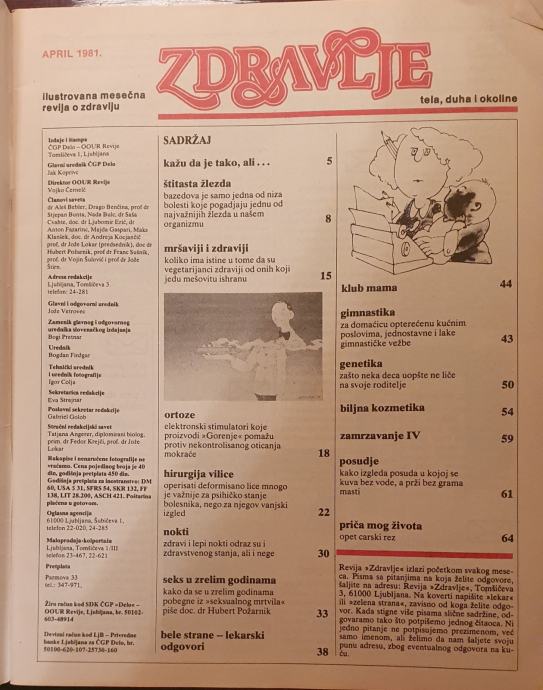 APRIL 1981.
ZDRAVLJE
ilustrovana mesečna
revija o zdravlju
tela, duha i okoline
Izdaje i štampa
ČGP Delo – OOUR Revije
Tomšičeva 1, Ljubljana
Glavni urednik ČGP Delo
Jak Koprivc
Direktor OOUR Revije
Vojko Černelč
Članovi saveta
dr Aleš Bebler, Drago Benčina, prof dr
Stjepan Bunta, Nada Bulc, dr Saša
Cvahte, doc. dr Ljubomir Erić, dr
Anton Fazarinc, Majda Gaspari, Maks
Klanšek, doc. dr Andreja Kocijančič
prof. dr Jože Lokar (predsednik), doc dr
Hubert Požarnik, prof dr Franc Sušnik,
prof. dr Vojin Šulović i prof dr Jože
Štirn.
Adresa redakcije
Ljubljana, Tomšičeva 3
telefon: 24-281
Glavni i odgovorni urednik
Jože Vetrovec
Zamenik glavnog i odgovornog
urednika slovenačkog izdanja
Bogi Pretnar
Urednik
Bogdan Finžgar
Tehnički urednik
i urednik fotografije
Igor Colja
Sekretarica redakcije
Eva Strajnar
Poslovni sekretar redakcije
Gabriel Golob
Stručni redakcijski savet
Tatjana Angerer, diplomirani biolog,
prim. dr Fedor Krejči, prof. dr Jože
Lokar
Rukopise i nenaručene fotografije ne
vraćamo. Cena pojedinog broja je 40
din, godišnja pretplata 450 din.
Godišnja pretplata za inostranstvo: DM
60, USA $ 31, SFRS 54, SKR 132, FF
138, LIT 28.200, ASCH 421. Poštarina
plaćena u gotovom.
Oglasna agencija
61000 Ljubljana, Šubičeva 1,
telefon 22-020, 24-285
Maloprodaja-kolportaja
Ljubljana, Tomšičeva 1/III
telefon 23-467, 22-621
Pretplata
Parmova 33
tel.: 347-971,
Žiro račun kod SDK ČGP »Delo« –
OOUR Revije, Ljubljana, br. 50102-
603-48914
Devizni račun kod LjB – Privredne
banke Ljubljana za ČGP Delo, br.
50100-620-107-25730-160
SADRŽAJ
kažu da je tako, ali . . . 5
štitasta žlezda
bazedova je samo jedna od niza
bolesti koje pogadjaju jednu od
najvažnijih žlezda u našem
organizmu 8
mršaviji i zdraviji
koliko ima istine u tome da su
vegetarijanci zdraviji od onih koji
jedu mešovitu ishranu 15
ortoze
elektronski stimulatori koje
proizvodi »Gorenje« pomažu
protiv nekontrolisanog oticanja
mokraće 18
hirurgija vilice
operisati deformisano lice mnogo
je važnije za psihičko stanje
bolesnika, nego za njegov vanjski
izgled 22
nokti
zdravi i lepi nokti odraz su i
zdravstvenog stanja, ali i nege 30
seks u zrelim godinama
kako da se u zrelim godinama
pobegne iz »seksualnog mrtvila«
piše doc. dr Hubert Požarnik 33
bele strane – lekarski
odgovori 38
klub mama 44
gimnastika
za domaćicu opterećenu kućnim
poslovima, jednostavne i lake
gimnastičke vežbe 43
genetika
zašto neka deca uopšte ne liče
na svoje roditelje 50
biljna kozmetika 54
zamrzavanje IV 59
posudje
kako izgleda posuda u kojoj se
kuva bez vode, a prži bez grama
masti 61
priča mog života
opet carski rez 64
Revija »Zdravlje« izlazi početkom svakog mese-
ca. Pisma sa pitanjima na koja želite odgovore,
šaljite na adresu: Revija »Zdravlje«, Tomšičeva
3, 61000 Ljubljana. Na koverti napišite »lekar«
ili »zelena strana«, zavisno od koga želite odgo-
vor. Kada stigne više pisama slične sadržine, od-
govaramo tako što potpišemo jednog čitaoca. Ni
jedno pitanje ne potpisujemo prezimenom, već
samo imenom, ali želimo da nam šaljete svoju
punu adresu, zbog eventualnog odgovora na ku-
ću.